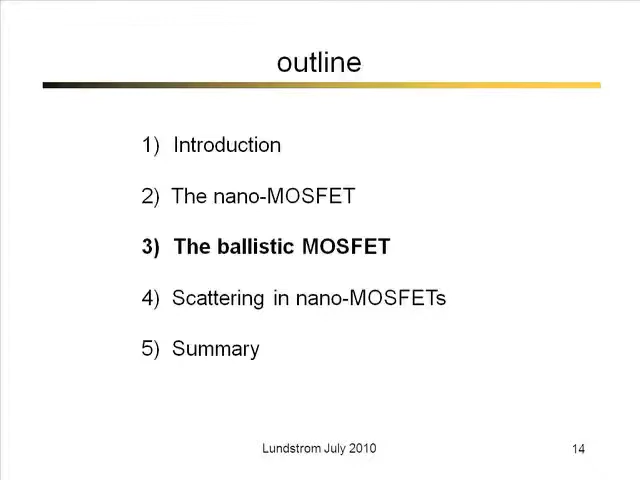 outline
1) Introduction
2) The nano-MOSFET
3) The ballistic MOSFET
4) Scattering in nano-MOSFETs
5) Summary
Lundstrom July 2010
14